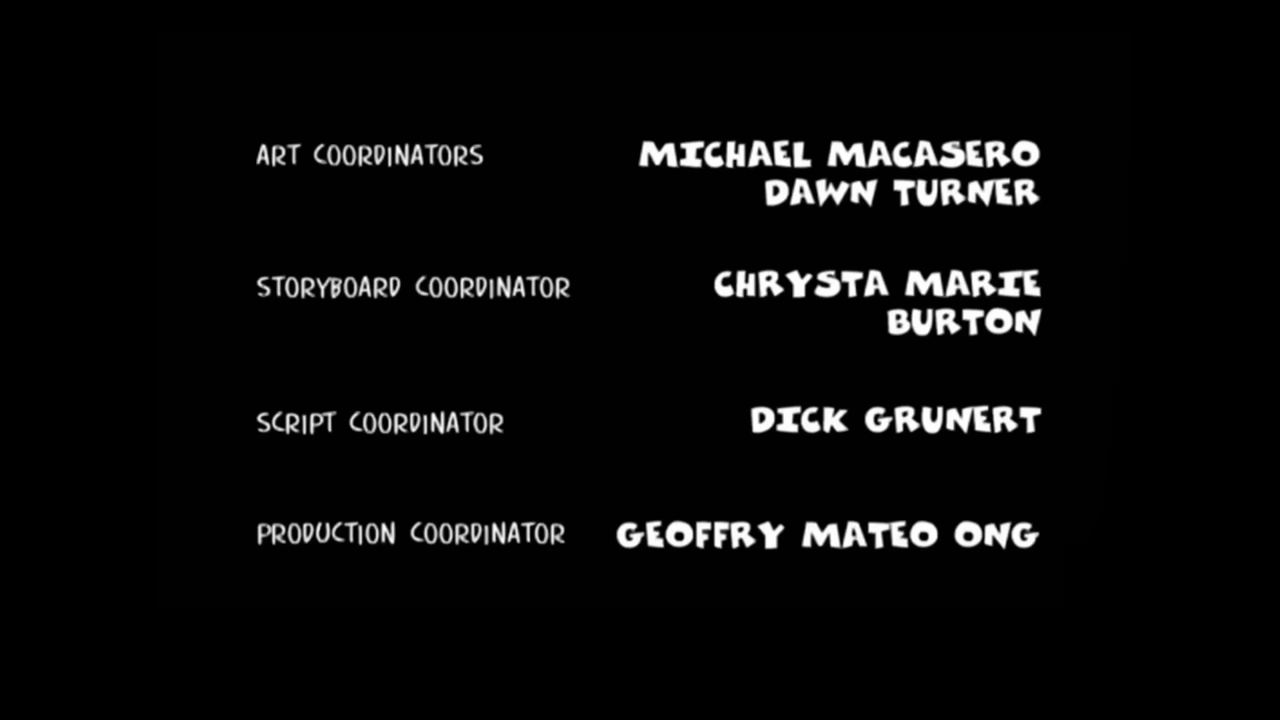 ART COORDINATORS MICHAEL MACASERO
DAWN TURNER
STORYBOARD COORDINATOR CHRYSTA MARIE
BURTON
SCRIPT COORDINATOR DICK GRUNERT
PRODUCTION COORDINATOR GEOFFRY MATEO ONG